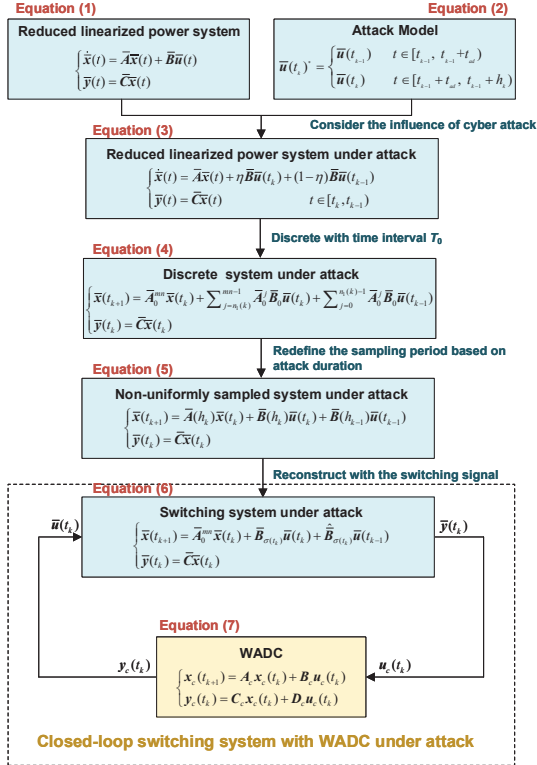 Equation (1)
Equation (2)
Reduced linearized power system
Attack Model
ẋ̄(t) = Āx̄(t) + B̄ū(t)
ȳ(t) = C̄x̄(t)
ū(t_k)* = { ū(t_{k-1})   t∈[t_{k-1}, t_{k-1}+t_{ad})
ū(t_k)   t∈[t_{k-1}+t_{ad}, t_{k-1}+h_k)
Consider the influence of cyber attack
Equation (3)
Reduced linearized power system under attack
ẋ̄(t) = Āx̄(t) + ηB̄ū(t_k) + (1−η)B̄ū(t_{k-1})
ȳ(t) = C̄x̄(t)   t∈[t_k, t_{k-1})
Discrete with time interval T_0
Equation (4)
Discrete system under attack
x̄(t_{k+1}) = Ā_0^{mn}x̄(t_k) + ∑_{j=n_i(k)}^{mn−1} Ā_0^j B̄_0 ū(t_k) + ∑_{j=0}^{n_i(k)−1} Ā_0^j B̄_0 ū(t_{k-1})
ȳ(t_k) = C̄x̄(t_k)
Redefine the sampling period based on
attack duration
Equation (5)
Non-uniformly sampled system under attack
x̄(t_{k+1}) = Ā(h_k)x̄(t_k) + B̄(h_k)ū(t_k) + B̄(h_{k-1})ū(t_{k-1})
ȳ(t_k) = C̄x̄(t_k)
Reconstruct with the switching signal
Equation (6)
Switching system under attack
ū(t_k)
ȳ(t_k)
x̄(t_{k+1}) = Ā_0^{mn}x̄(t_k) + B̄_{σ(t_k)}ū(t_k) + B̄̂_{σ(t_k)}ū(t_{k-1})
ȳ(t_k) = C̄x̄(t_k)
Equation (7)
WADC
y_c(t_k)
u_c(t_k)
x_c(t_{k+1}) = A_c x_c(t_k) + B_c u_c(t_k)
y_c(t_k) = C_c x_c(t_k) + D_c u_c(t_k)
Closed-loop switching system with WADC under attack